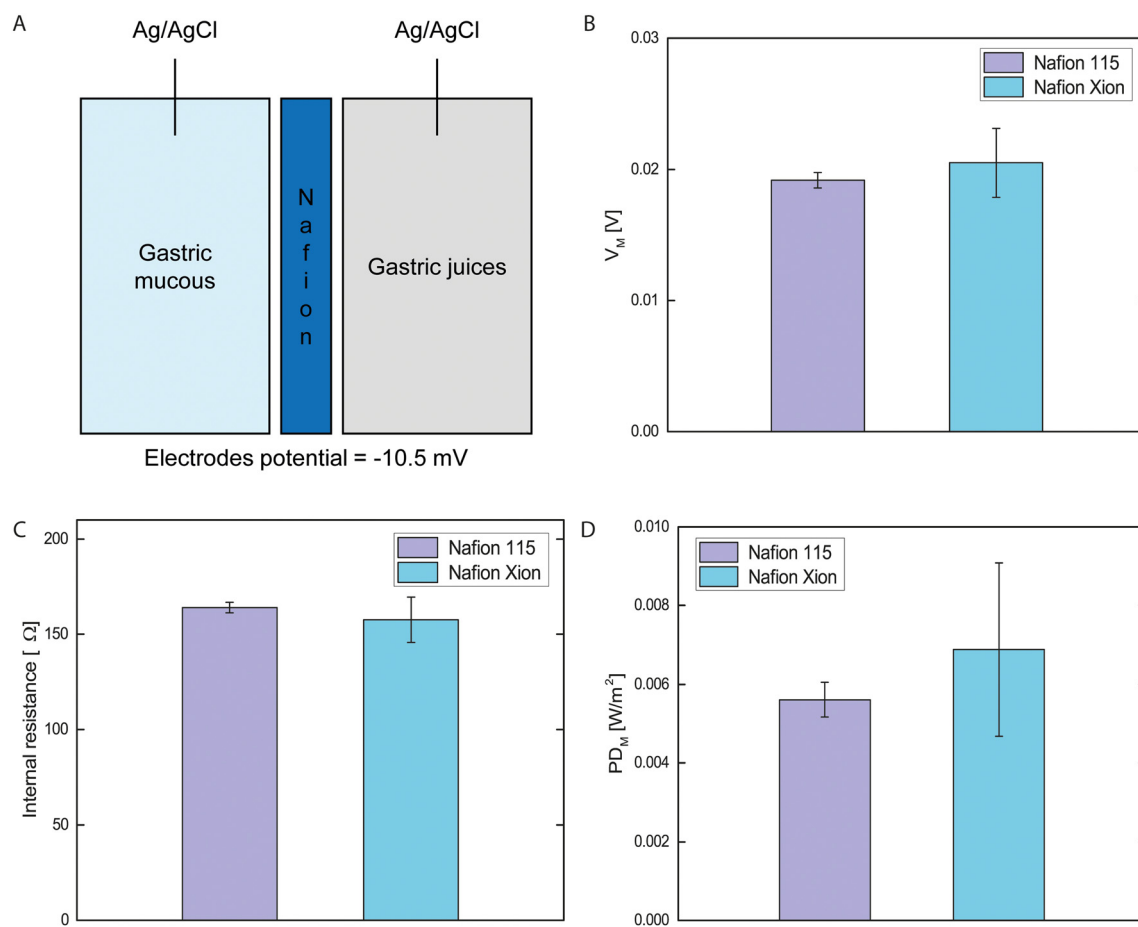 A
Ag/AgCl
Ag/AgCl
Gastric
mucous
N
a
f
i
o
n
Gastric juices
Electrodes potential = -10.5 mV
B
0.03
0.02
0.01
0.00
V_M [V]
Nafion 115
Nafion Xion
C
200
150
100
50
0
Internal resistance [ Ω]
Nafion 115
Nafion Xion
D
0.010
0.008
0.006
0.004
0.002
0.000
PD_M [W/m²]
Nafion 115
Nafion Xion